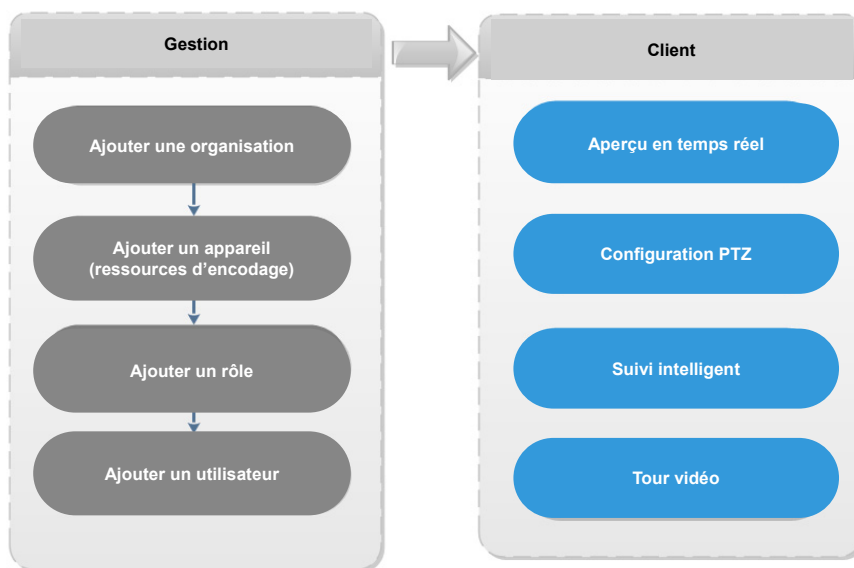 Gestion
Ajouter une organisation
Ajouter un appareil
(ressources d'encodage)
Ajouter un rôle
Ajouter un utilisateur
Client
Aperçu en temps réel
Configuration PTZ
Suivi intelligent
Tour vidéo